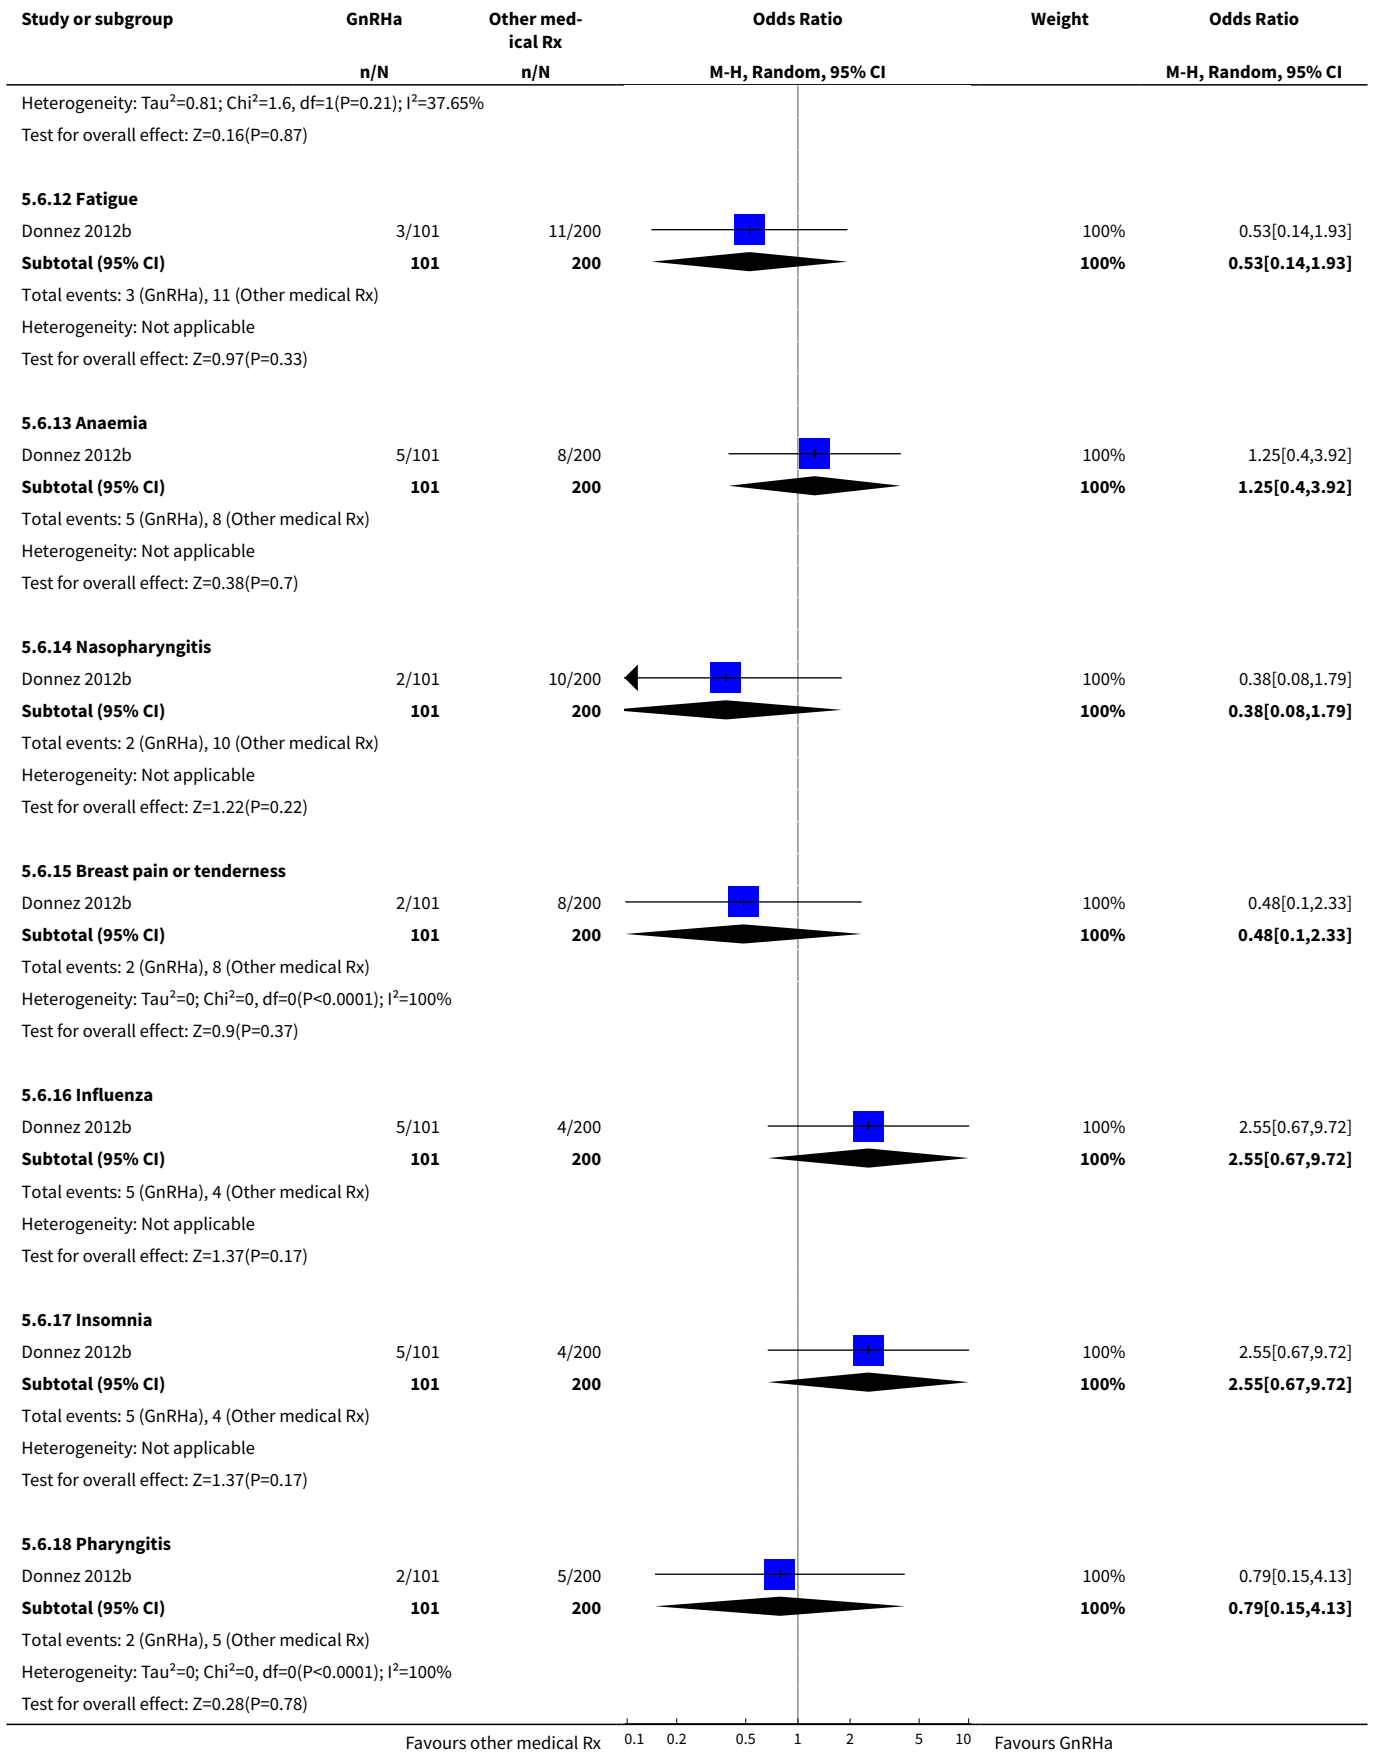 Study or subgroup GnRHa Other med- Odds Ratio Weight Odds Ratio
ical Rx
n/N n/N M-H, Random, 95% CI M-H, Random, 95% CI
Heterogeneity: Tau²=0.81; Chi²=1.6, df=1(P=0.21); I²=37.65%
Test for overall effect: Z=0.16(P=0.87)
5.6.12 Fatigue
Donnez 2012b 3/101 11/200 100% 0.53[0.14,1.93]
Subtotal (95% CI) 101 200 100% 0.53[0.14,1.93]
Total events: 3 (GnRHa), 11 (Other medical Rx)
Heterogeneity: Not applicable
Test for overall effect: Z=0.97(P=0.33)
5.6.13 Anaemia
Donnez 2012b 5/101 8/200 100% 1.25[0.4,3.92]
Subtotal (95% CI) 101 200 100% 1.25[0.4,3.92]
Total events: 5 (GnRHa), 8 (Other medical Rx)
Heterogeneity: Not applicable
Test for overall effect: Z=0.38(P=0.7)
5.6.14 Nasopharyngitis
Donnez 2012b 2/101 10/200 100% 0.38[0.08,1.79]
Subtotal (95% CI) 101 200 100% 0.38[0.08,1.79]
Total events: 2 (GnRHa), 10 (Other medical Rx)
Heterogeneity: Not applicable
Test for overall effect: Z=1.22(P=0.22)
5.6.15 Breast pain or tenderness
Donnez 2012b 2/101 8/200 100% 0.48[0.1,2.33]
Subtotal (95% CI) 101 200 100% 0.48[0.1,2.33]
Total events: 2 (GnRHa), 8 (Other medical Rx)
Heterogeneity: Tau²=0; Chi²=0, df=0(P<0.0001); I²=100%
Test for overall effect: Z=0.9(P=0.37)
5.6.16 Influenza
Donnez 2012b 5/101 4/200 100% 2.55[0.67,9.72]
Subtotal (95% CI) 101 200 100% 2.55[0.67,9.72]
Total events: 5 (GnRHa), 4 (Other medical Rx)
Heterogeneity: Not applicable
Test for overall effect: Z=1.37(P=0.17)
5.6.17 Insomnia
Donnez 2012b 5/101 4/200 100% 2.55[0.67,9.72]
Subtotal (95% CI) 101 200 100% 2.55[0.67,9.72]
Total events: 5 (GnRHa), 4 (Other medical Rx)
Heterogeneity: Not applicable
Test for overall effect: Z=1.37(P=0.17)
5.6.18 Pharyngitis
Donnez 2012b 2/101 5/200 100% 0.79[0.15,4.13]
Subtotal (95% CI) 101 200 100% 0.79[0.15,4.13]
Total events: 2 (GnRHa), 5 (Other medical Rx)
Heterogeneity: Tau²=0; Chi²=0, df=0(P<0.0001); I²=100%
Test for overall effect: Z=0.28(P=0.78)
Favours other medical Rx 0.1 0.2 0.5 1 2 5 10 Favours GnRHa